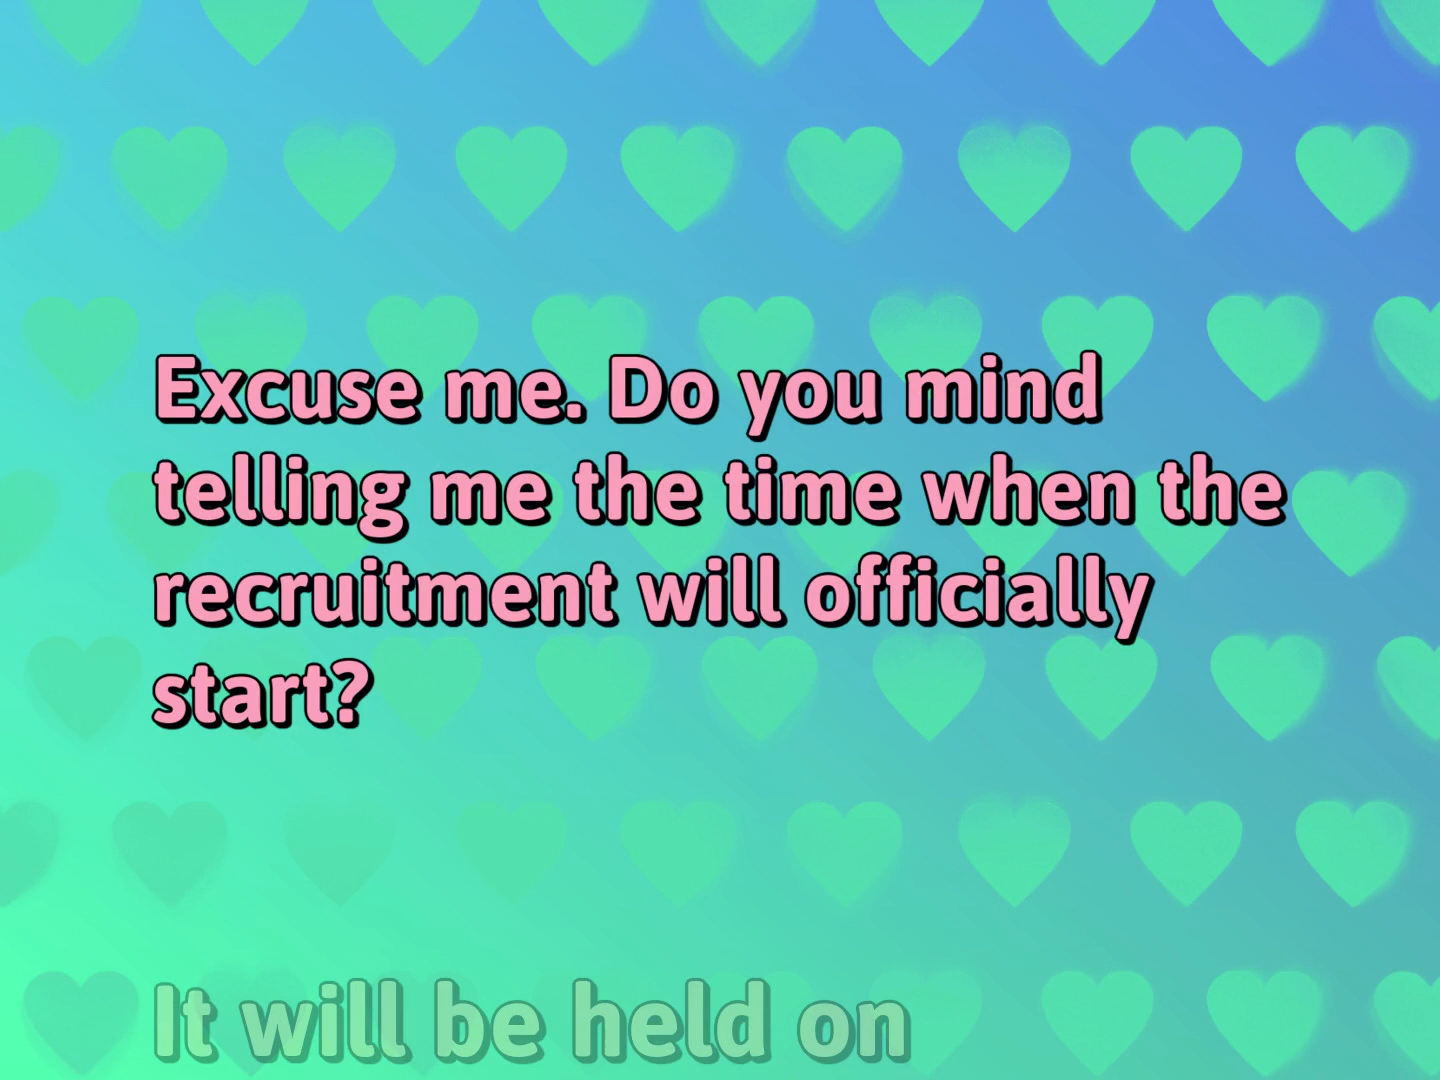 Excuse me. Do you mind
telling me the time when the
recruitment will officially
start?
It will be held on